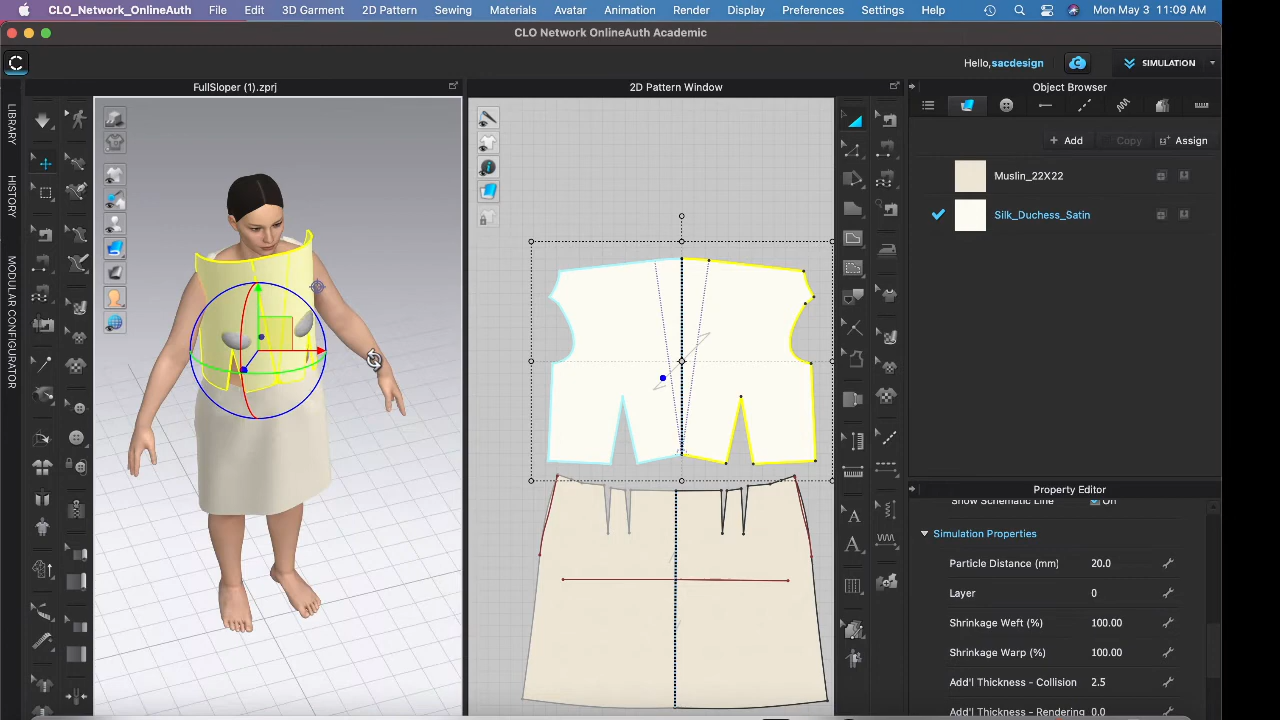 CLO_Network_OnlineAuth File Edit 3D Garment 2D Pattern Sewing Materials Avatar Animation Render Display Preferences Settings Help Mon May 3 11:09 AM
CLO Network OnlineAuth Academic
Hello,sacdesign
SIMULATION
FullSloper (1).zprj
2D Pattern Window
Object Browser
LIBRARY
HISTORY
MODULAR CONFIGURATOR
+ Add
Copy
Assign
Muslin_22X22
Silk_Duchess_Satin
Property Editor
Show Schematic Line On
Simulation Properties
Particle Distance (mm) 20.0
Layer 0
Shrinkage Weft (%) 100.00
Shrinkage Warp (%) 100.00
Add'l Thickness - Collision 2.5
Add'l Thickness - Rendering 0.0